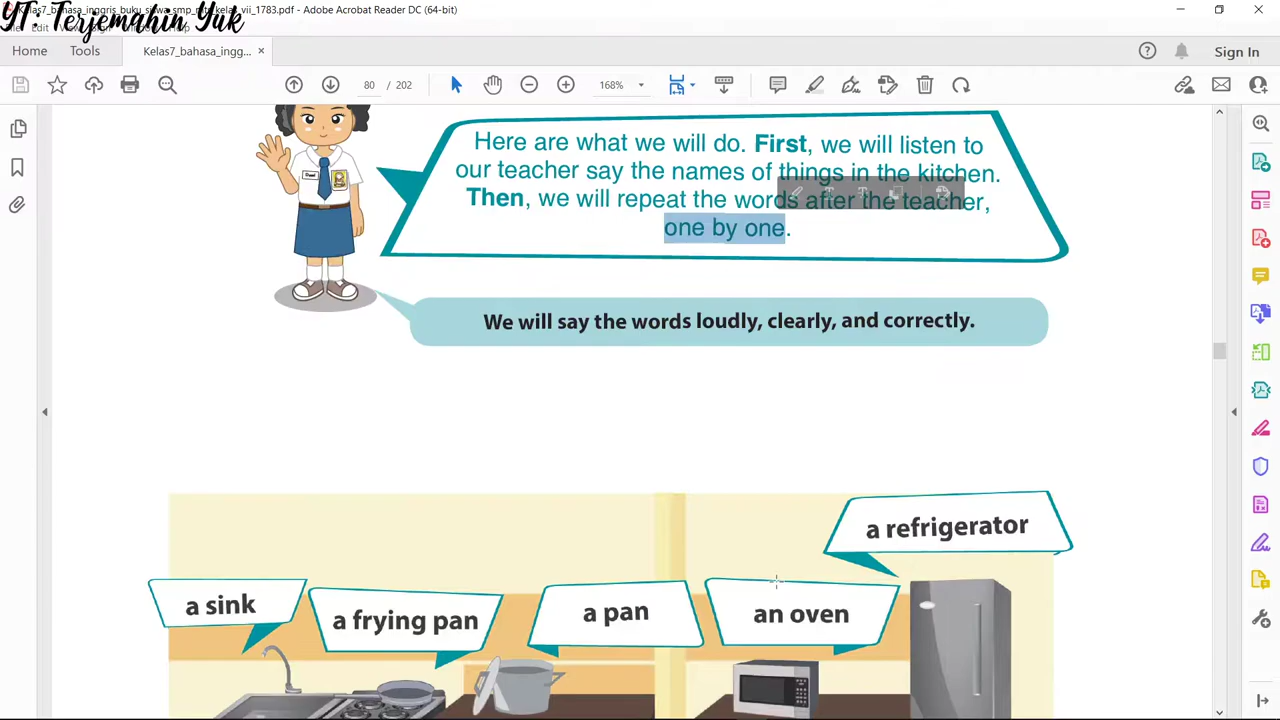 YT: Terjemahin Yuk
Kelas7_bahasa_inggris_buku_siswa_smp_mts_kelas_vii_1783.pdf - Adobe Acrobat Reader DC (64-bit)
Home Tools Kelas7_bahasa_ingg... × Sign In
80 / 202 168%
Here are what we will do. First, we will listen to
our teacher say the names of things in the kitchen.
Then, we will repeat the words after the teacher,
one by one.
We will say the words loudly, clearly, and correctly.
a refrigerator
a sink
a frying pan
a pan
an oven